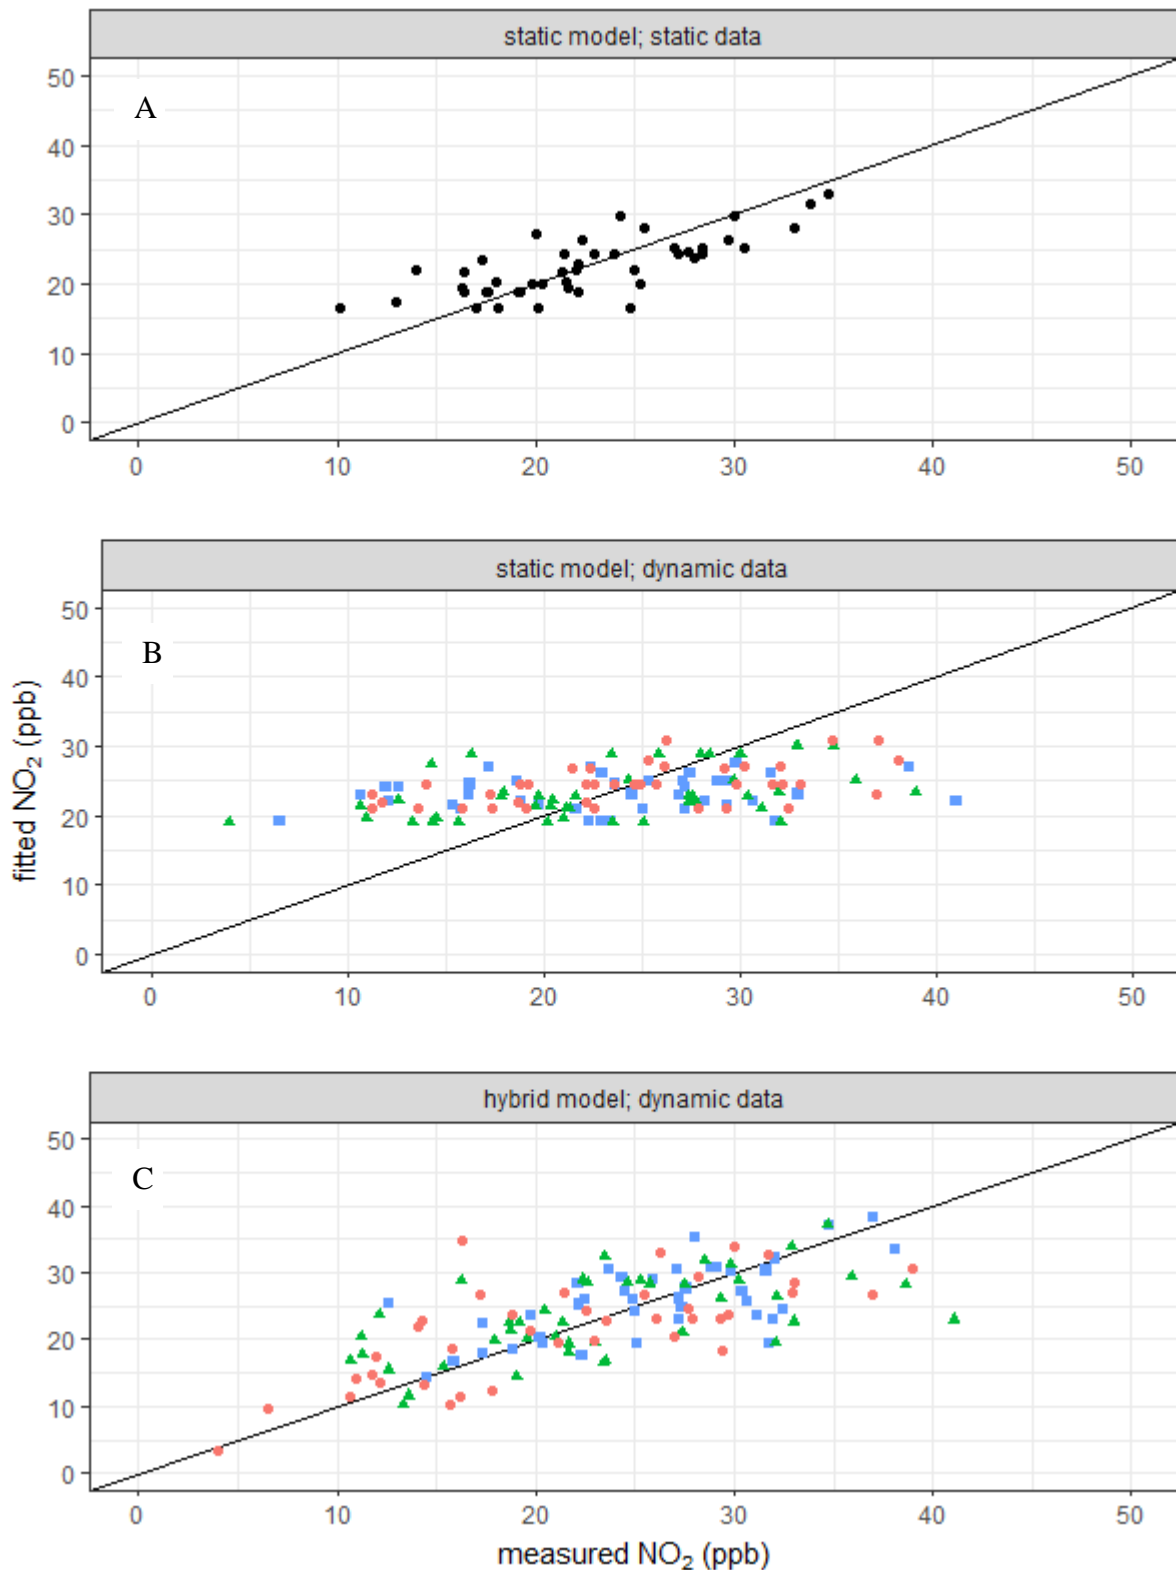 static model; static data
A
50
40
30
20
10
0
0 10 20 30 40 50
static model; dynamic data
B
50
40
30
20
10
0
0 10 20 30 40 50
fitted NO₂ (ppb)
hybrid model; dynamic data
C
50
40
30
20
10
0
0 10 20 30 40 50
measured NO₂ (ppb)